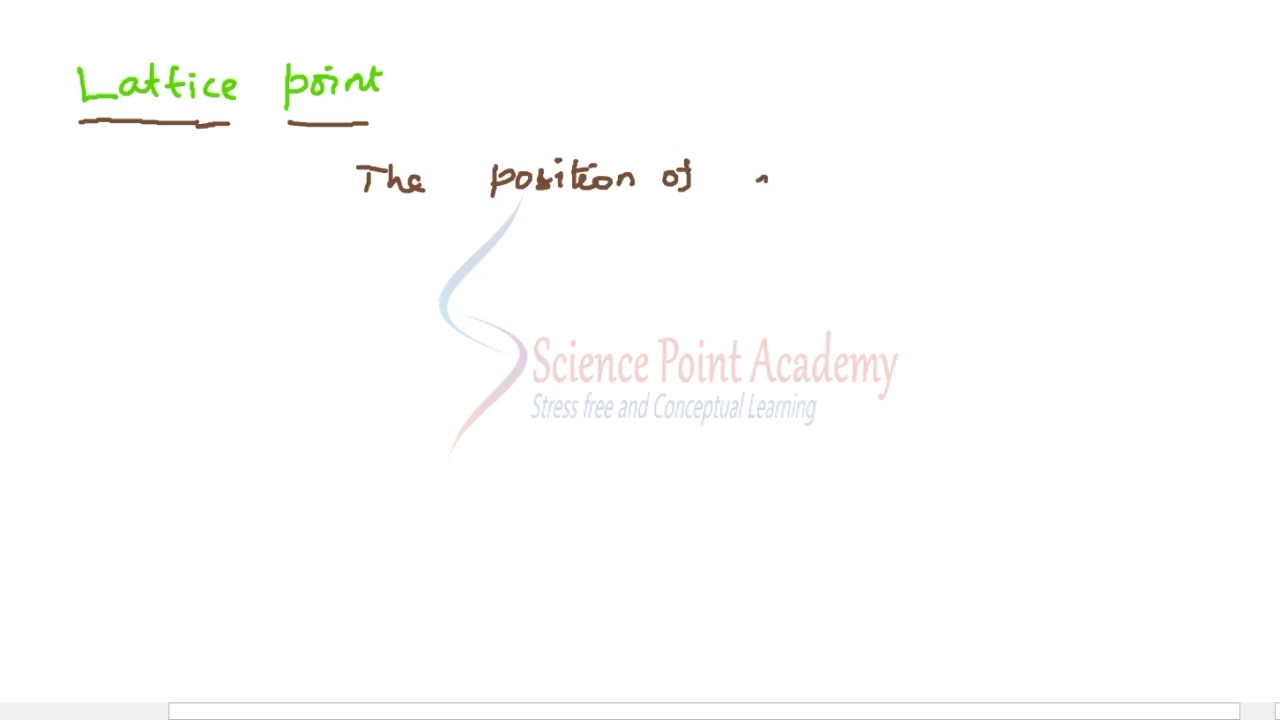 Lattice point
The position of
Science Point Academy
Stress free and Conceptual Learning